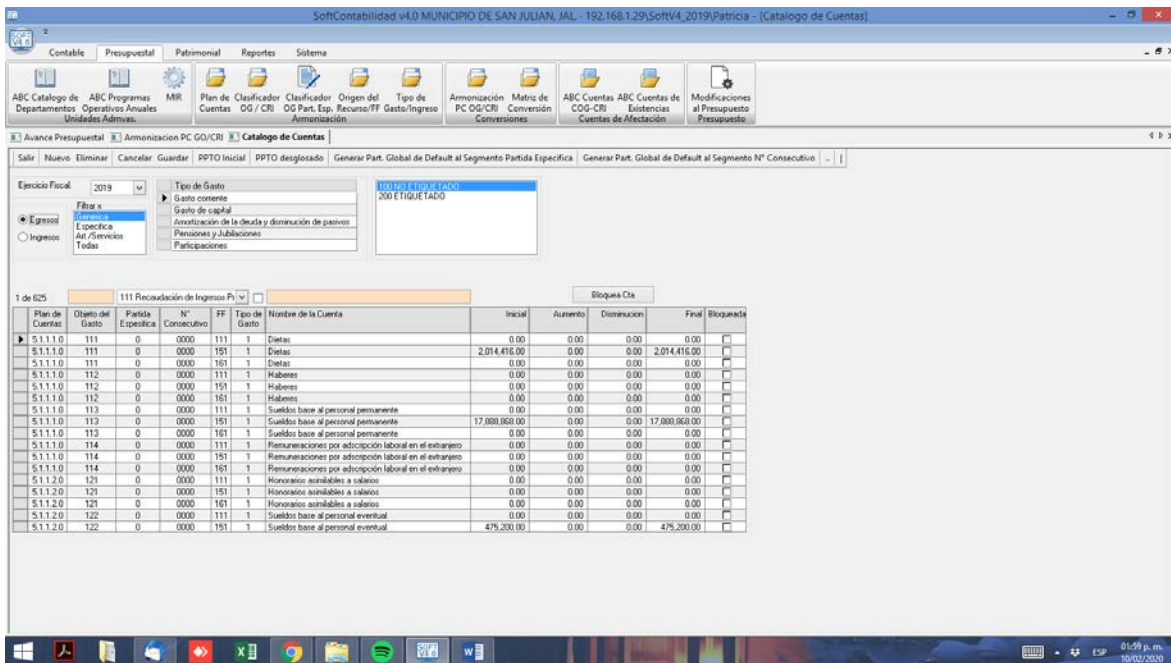 SoftContabilidad v4.0 MUNICIPIO DE SAN JULIAN, JAL. - 192.168.1.29\SoftV4_2019\Patricia - [Catalogo de Cuentas]
SOFT V4.0
Contable Presupuestal Patrimonial Reportes Sistema
ABC Catalogo de Departamentos ABC Programas Operativos Anuales MIR Plan de Cuentas Clasificador OG / CRI Clasificador OG Part. Esp. Origen del Recurso/FF Tipo de Gasto/Ingreso Armonización PC OG/CRI Matriz de Conversión ABC Cuentas COG-CRI ABC Cuentas de Existencias Modificaciones al Presupuesto
Unidades Admvas. Armonización Conversiones Cuentas de Afectación Presupuesto
Avance Presupuestal Armonizacion PC GO/CRI Catalogo de Cuentas
Salir Nuevo Eliminar Cancelar Guardar PPTO Inicial PPTO desglosado Generar Part. Global de Default al Segmento Partida Especifica Generar Part. Global de Default al Segmento N° Consecutivo ..
Ejercicio Fiscal 2019
Egresos
Ingresos
Filtrar x
Generica
Especifica
Art./Servicios
Todas
Tipo de Gasto
Gasto corriente
Gasto de capital
Amortización de la deuda y disminución de pasivos
Pensiones y Jubilaciones
Participaciones
100 NO ETIQUETADO
200 ETIQUETADO
1 de 625 111 Recaudación de Ingresos Pr Bloquea Cta
Plan de Cuentas Objeto del Gasto Partida Espesitica N° Consecutivo FF Tipo de Gasto Nombre de la Cuenta Inicial Aumento Disminucion Final Bloqueada
5.1.1.1.0 111 0 0000 111 1 Dietas 0.00 0.00 0.00 0.00
5.1.1.1.0 111 0 0000 151 1 Dietas 2,014,416.00 0.00 0.00 2,014,416.00
5.1.1.1.0 111 0 0000 161 1 Dietas 0.00 0.00 0.00 0.00
5.1.1.1.0 112 0 0000 111 1 Haberes 0.00 0.00 0.00 0.00
5.1.1.1.0 112 0 0000 151 1 Haberes 0.00 0.00 0.00 0.00
5.1.1.1.0 112 0 0000 161 1 Haberes 0.00 0.00 0.00 0.00
5.1.1.1.0 113 0 0000 111 1 Sueldos base al personal permanente 0.00 0.00 0.00 0.00
5.1.1.1.0 113 0 0000 151 1 Sueldos base al personal permanente 0.00 0.00
5.1.1.1.0 113 0 0000 161 1 Sueldos base al personal permanente 0.00 0.00 0.00 0.00
5.1.1.1.0 114 0 0000 111 1 Remuneraciones por adscripción laboral en el extranjero 0.00 0.00 0.00 0.00
5.1.1.1.0 114 0 0000 151 1 Remuneraciones por adscripción laboral en el extranjero 0.00 0.00 0.00 0.00
5.1.1.1.0 114 0 0000 161 1 Remuneraciones por adscripción laboral en el extranjero 0.00 0.00 0.00 0.00
5.1.1.2.0 121 0 0000 111 1 Honorarios asimilables a salarios 0.00 0.00 0.00 0.00
5.1.1.2.0 121 0 0000 151 1 Honorarios asimilables a salarios 0.00 0.00 0.00 0.00
5.1.1.2.0 121 0 0000 161 1 Honorarios asimilables a salarios 0.00 0.00 0.00 0.00
5.1.1.2.0 122 0 0000 111 1 Sueldos base al personal eventual 0.00 0.00 0.00 0.00
5.1.1.2.0 122 0 0000 151 1 Sueldos base al personal eventual 475,200.00 0.00 0.00 475,200.00
SOFT V4.0 ESP 01:59 p. m.
10/02/2020